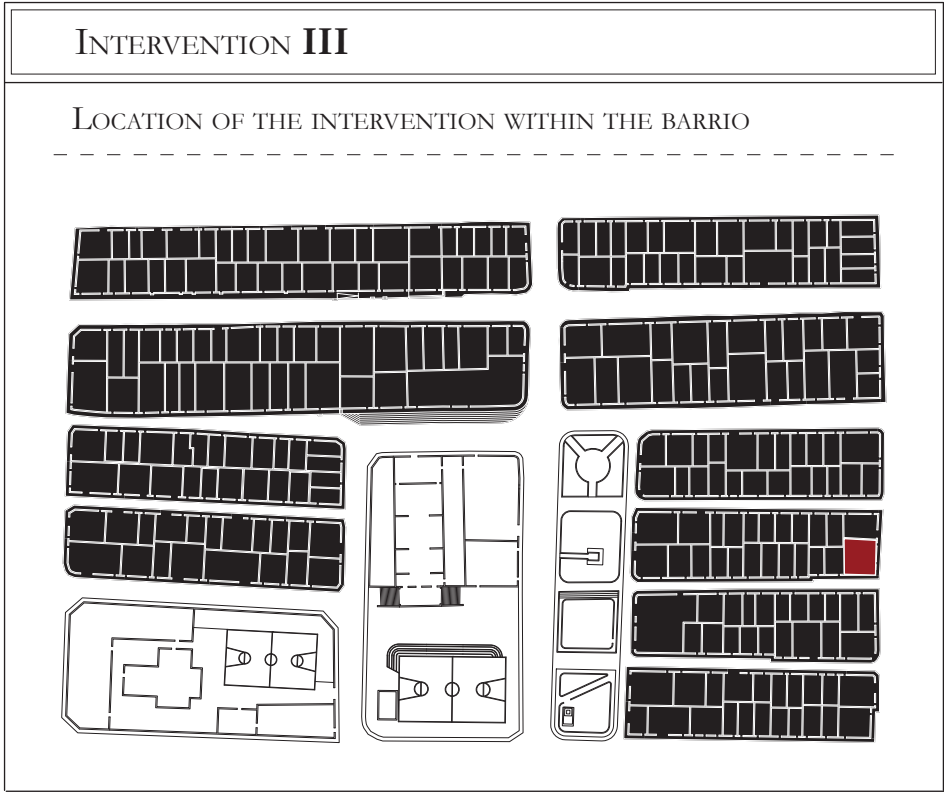 Intervention III
Location of the intervention within the barrio